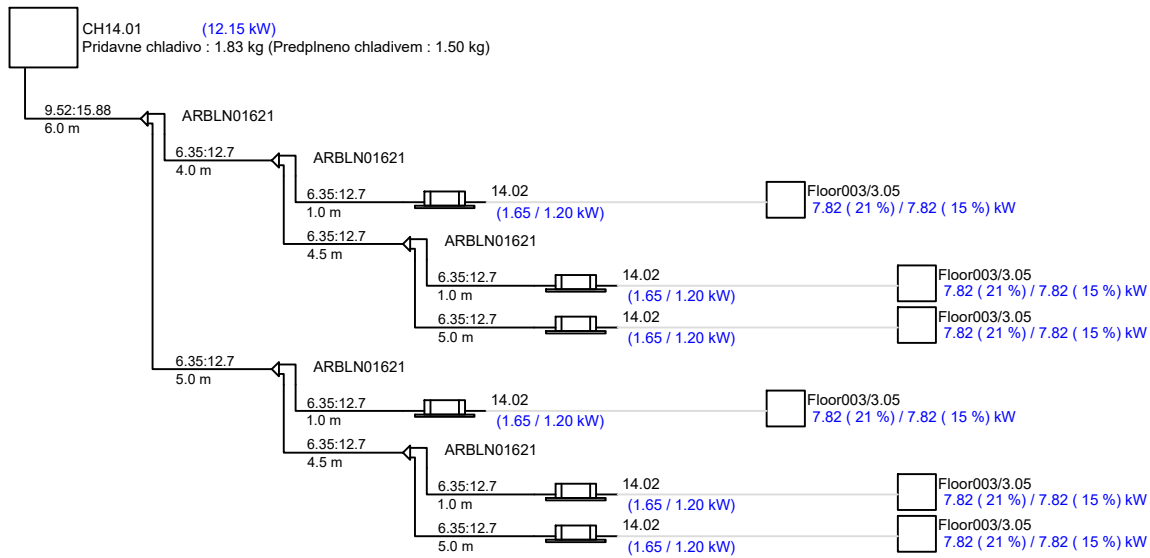 CH14.01 (12.15 kW)
Pridavne chladivo : 1.83 kg (Predplneno chladivem : 1.50 kg)
9.52:15.88
6.0 m
ARBLN01621
6.35:12.7
4.0 m
ARBLN01621
6.35:12.7
1.0 m
14.02
(1.65 / 1.20 kW)
Floor003/3.05
7.82 ( 21 %) / 7.82 ( 15 %) kW
6.35:12.7
4.5 m
ARBLN01621
6.35:12.7
1.0 m
14.02
(1.65 / 1.20 kW)
Floor003/3.05
7.82 ( 21 %) / 7.82 ( 15 %) kW
6.35:12.7
5.0 m
14.02
(1.65 / 1.20 kW)
Floor003/3.05
7.82 ( 21 %) / 7.82 ( 15 %) kW
6.35:12.7
5.0 m
ARBLN01621
6.35:12.7
1.0 m
14.02
(1.65 / 1.20 kW)
Floor003/3.05
7.82 ( 21 %) / 7.82 ( 15 %) kW
6.35:12.7
4.5 m
ARBLN01621
6.35:12.7
1.0 m
14.02
(1.65 / 1.20 kW)
Floor003/3.05
7.82 ( 21 %) / 7.82 ( 15 %) kW
6.35:12.7
5.0 m
14.02
(1.65 / 1.20 kW)
Floor003/3.05
7.82 ( 21 %) / 7.82 ( 15 %) kW